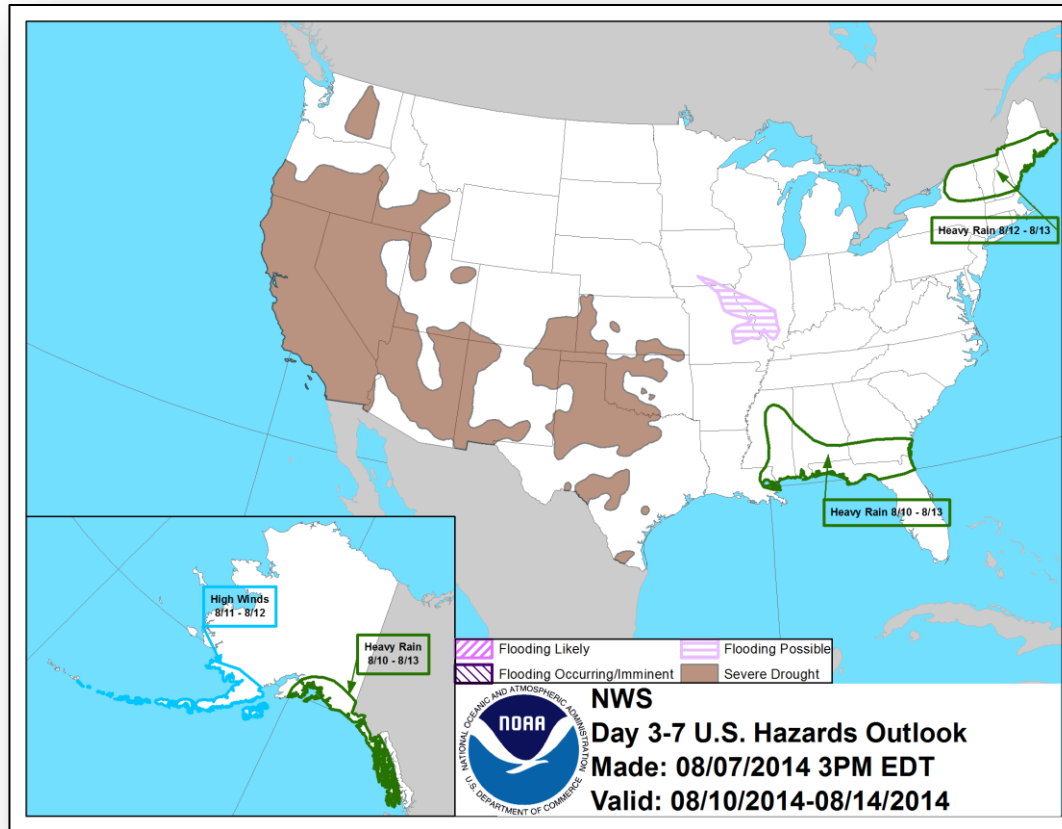 Heavy Rain 8/12 - 8/13
Heavy Rain 8/10 - 8/13
High Winds
8/11 - 8/12
Heavy Rain
8/10 - 8/13
Flooding Likely
Flooding Possible
Flooding Occurring/Imminent
Severe Drought
NATIONAL OCEANIC AND ATMOSPHERIC ADMINISTRATION
NOAA
U.S. DEPARTMENT OF COMMERCE
NWS
Day 3-7 U.S. Hazards Outlook
Made: 08/07/2014 3PM EDT
Valid: 08/10/2014-08/14/2014